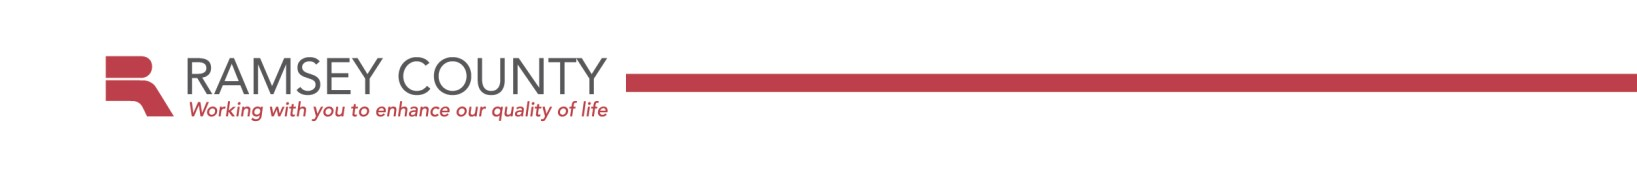 RAMSEY COUNTY
Working with you to enhance our quality of life